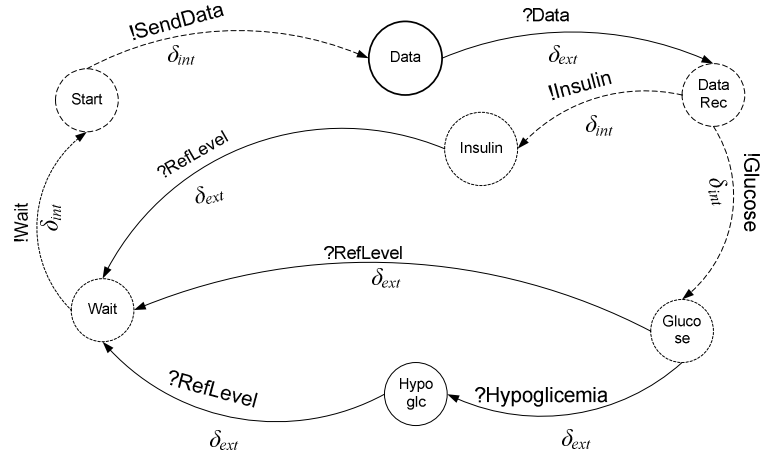 !SendData
δint
?Data
δext
Start
Data
Data
Rec
!Insulin
δint
Insulin
?RefLevel
δext
!Glucose
δint
!Wait
δint
?RefLevel
δext
Wait
Gluco
se
?RefLevel
δext
Hypo
glc
?Hypoglicemia
δext